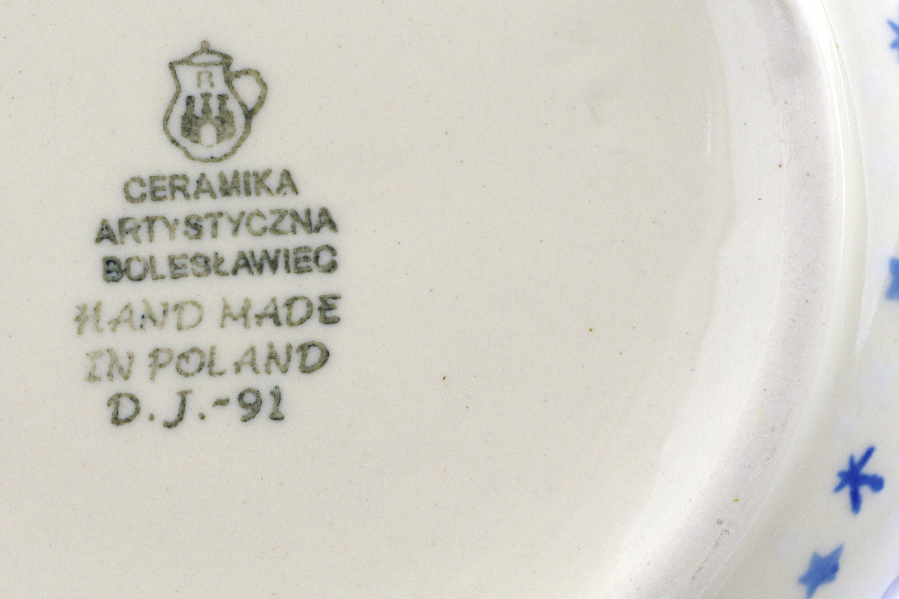 R
CERAMIKA
ARTYSTYCZNA
BOLESŁAWIEC
HAND MADE
IN POLAND
D.J.-91